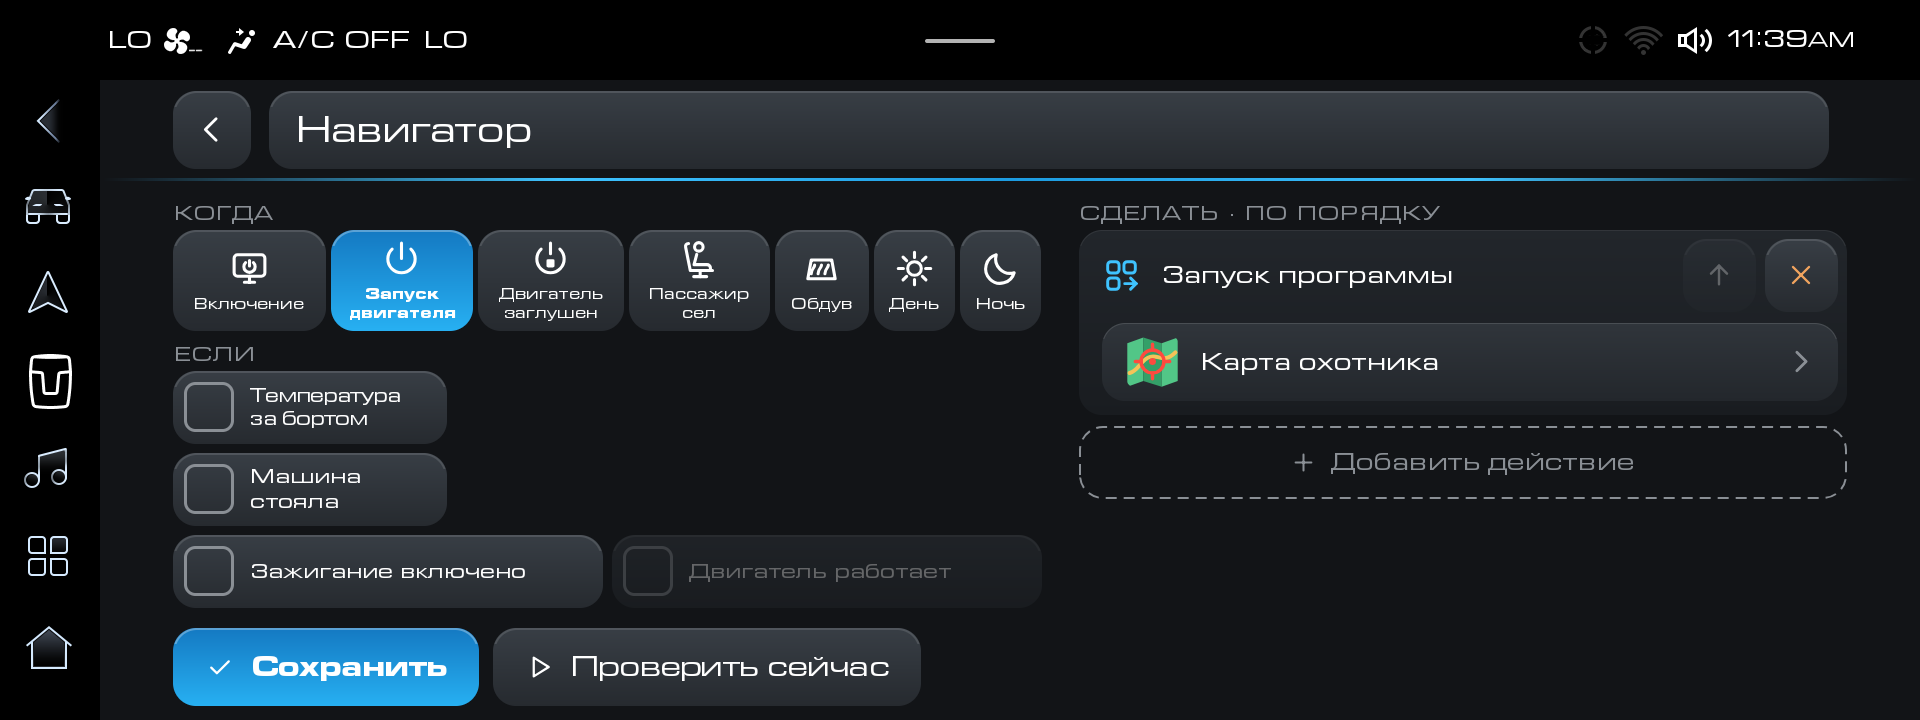 LO A/C OFF LO 11:39AM
Навигатор
КОГДА
Включение
Запуск
двигателя
Двигатель
заглушен
Пассажир
сел
Обдув
День
Ночь
ЕСЛИ
Температура
за бортом
Машина
стояла
Зажигание включено
Двигатель работает
Сохранить
Проверить сейчас
СДЕЛАТЬ · ПО ПОРЯДКУ
Запуск программы
Карта охотника
+ Добавить действие